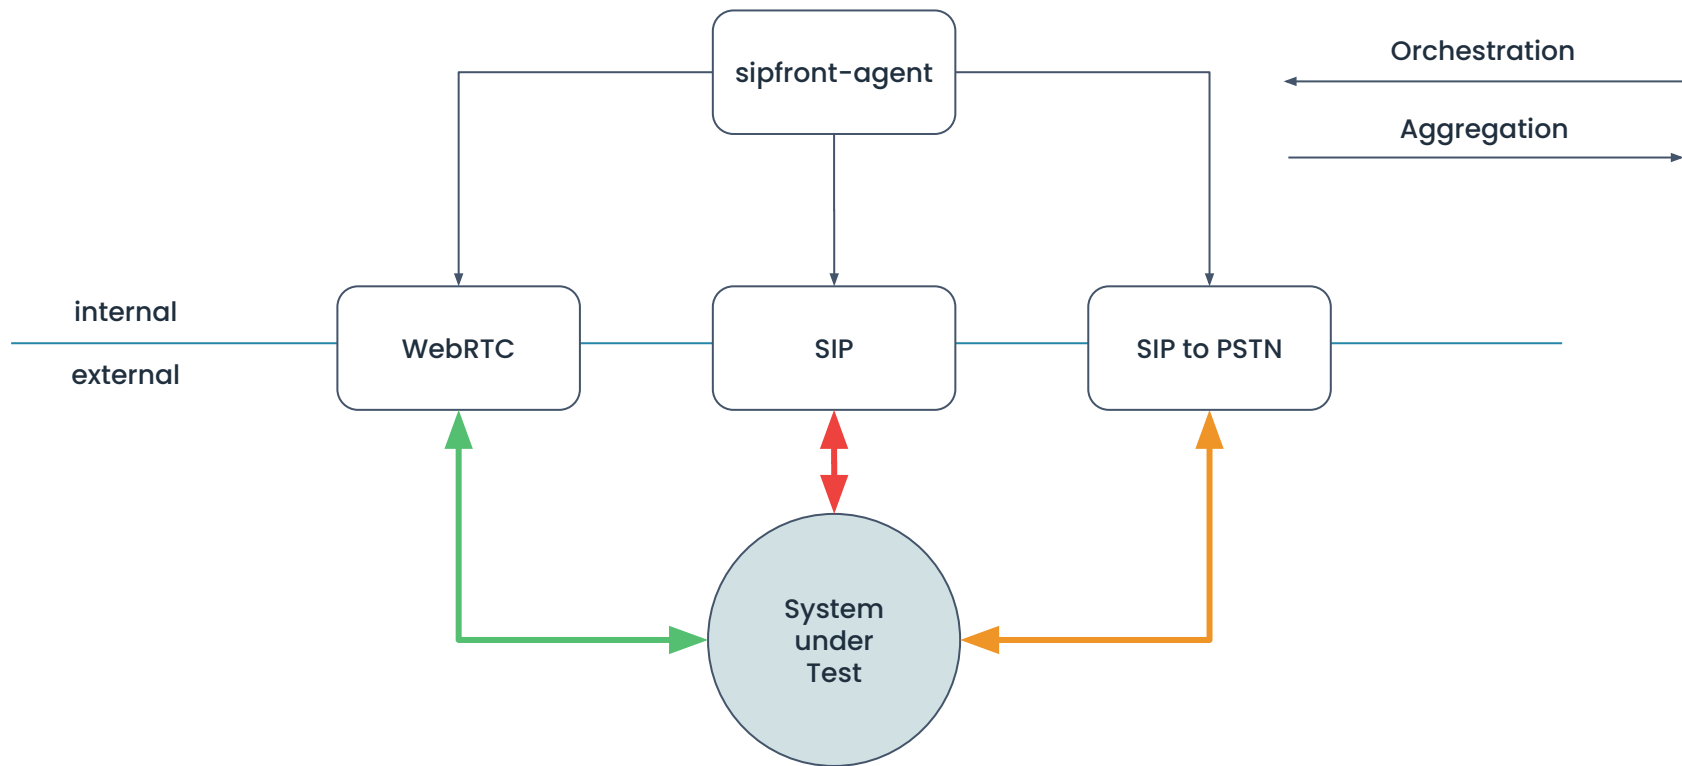 sipfront-agent
Orchestration
Aggregation
internal
external
WebRTC
SIP
SIP to PSTN
System
under
Test